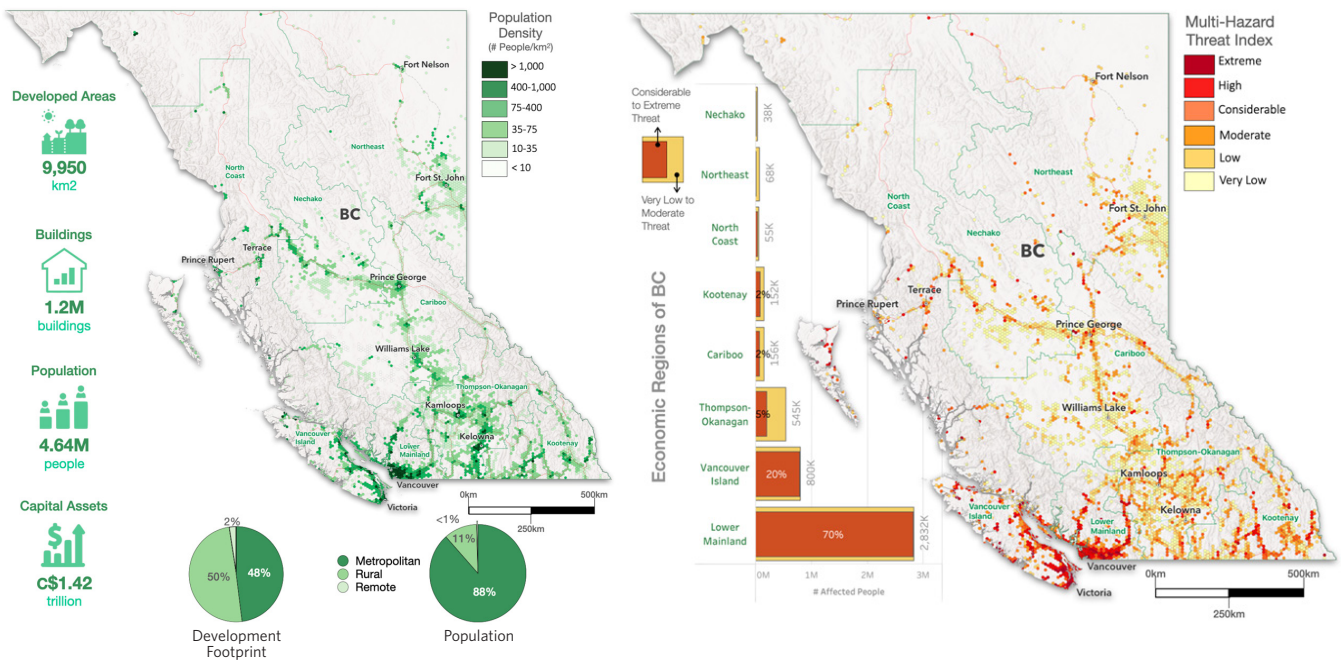 Population
Density
(# People/km²)
> 1,000
400-1,000
75-400
35-75
10-35
< 10
Developed Areas
9,950
km2
Buildings
1.2M
buildings
Population
4.64M
people
Capital Assets
C$1.42
trillion
Fort Nelson
Northeast
North
Coast
Fort St. John
Nechako
BC
Terrace
Prince Rupert
Prince George
Cariboo
Williams Lake
Thompson-Okanagan
Kamloops
Vancouver
Island
Kelowna
Lower
Mainland
Kootenay
Vancouver
Victoria
0km
500km
250km
2%
50%
48%
Development
Footprint
Metropolitan
Rural
Remote
<1%
11%
88%
Population
Multi-Hazard
Threat Index
Extreme
High
Considerable
Moderate
Low
Very Low
Considerable
to Extreme
Threat
Very Low to
Moderate
Threat
Economic Regions of BC
Nechako
38K
Northeast
68K
North
Coast
55K
Kootenay
2%
152K
Cariboo
2%
156K
Thompson-
Okanagan
5%
545K
Vancouver
Island
20%
800K
Lower
Mainland
70%
2,832K
0M
1M
2M
3M
# Affected People
Fort Nelson
Northeast
North
Coast
Fort St. John
Nechako
BC
Terrace
Prince Rupert
Prince George
Cariboo
Williams Lake
Thompson-Okanagan
Kamloops
Vancouver
Island
Kelowna
Lower
Mainland
Kootenay
Vancouver
Victoria
0km
500km
250km